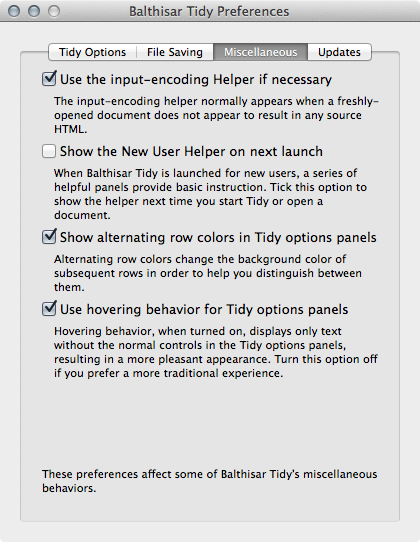 Balthisar Tidy Preferences
Tidy Options File Saving Miscellaneous Updates
Use the input-encoding Helper if necessary
The input-encoding helper normally appears when a freshly-
opened document does not appear to result in any source
HTML.
Show the New User Helper on next launch
When Balthisar Tidy is launched for new users, a series of
helpful panels provide basic instruction. Tick this option to
show the helper next time you start Tidy or open a
document.
Show alternating row colors in Tidy options panels
Alternating row colors change the background color of
subsequent rows in order to help you distinguish between
them.
Use hovering behavior for Tidy options panels
Hovering behavior, when turned on, displays only text
without the normal controls in the Tidy options panels,
resulting in a more pleasant appearance. Turn this option off
if you prefer a more traditional experience.
These preferences affect some of Balthisar Tidy's miscellaneous
behaviors.